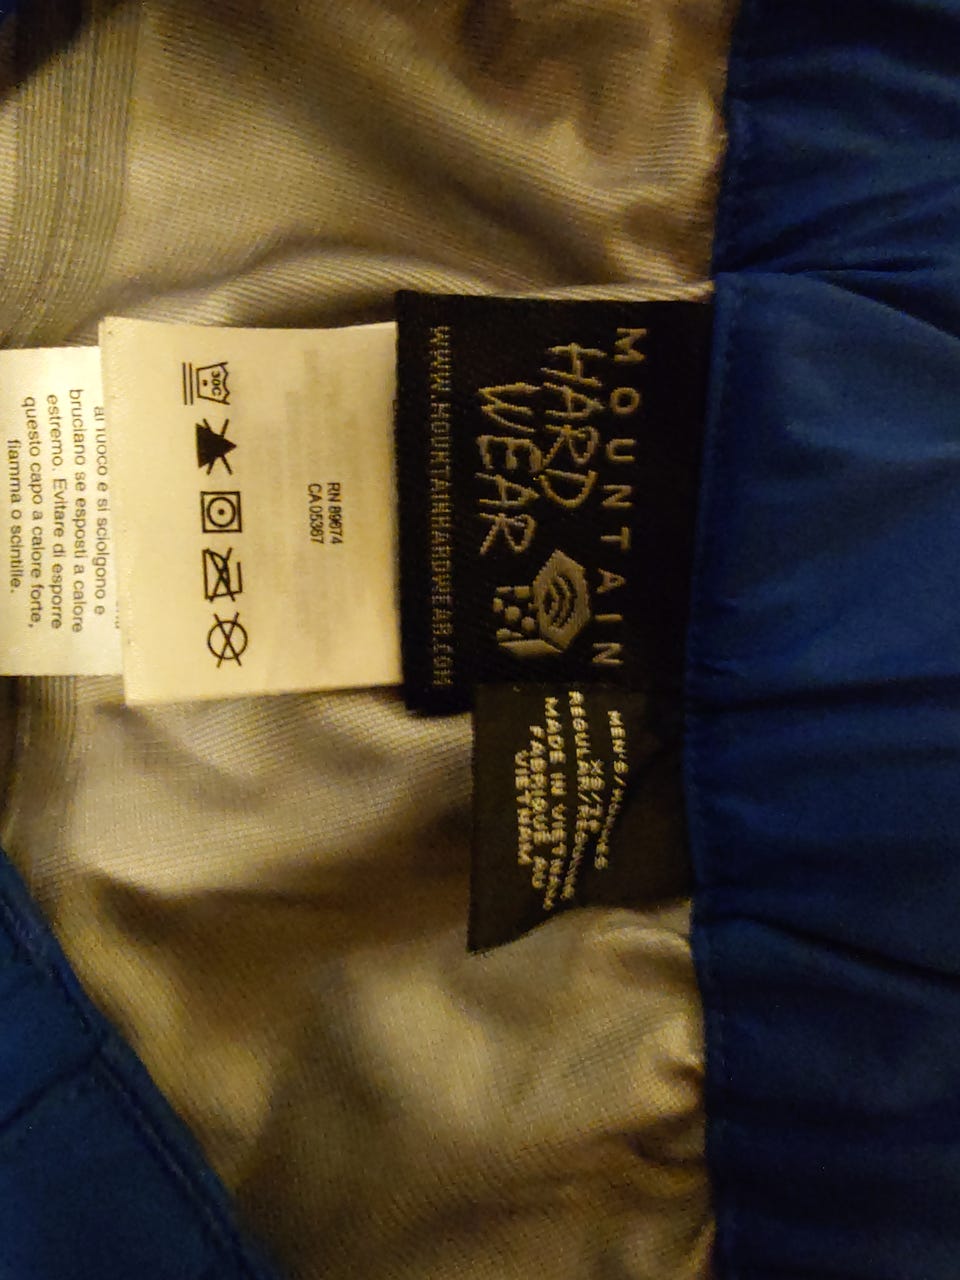 MOUNTAIN
HARD
WEAR
WWW.MOUNTAINHARDWEAR.COM
MEN'S/HOMMES
XS/TP
REGULAR/
MADE IN VIETNAM
FABRIQUÉ AU
VIETNAM
RN 89674
CA 05367
30C
al fuoco e si sciolgono e
bruciano se esposti a calore
estremo. Evitare di esporre
questo capo a calore forte,
fiamma o scintille.